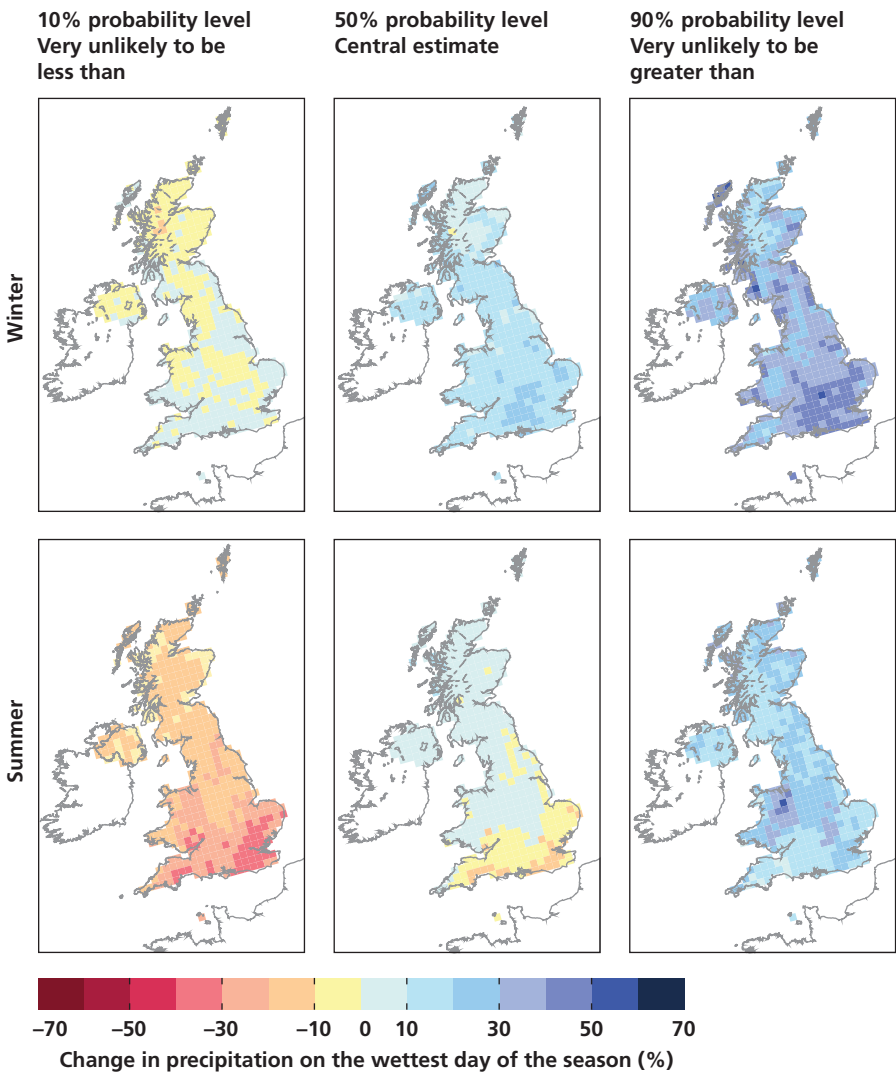 10% probability level
Very unlikely to be
less than
50% probability level
Central estimate
90% probability level
Very unlikely to be
greater than
Winter
Summer
–70 –50 –30 –10 0 10 30 50 70
Change in precipitation on the wettest day of the season (%)